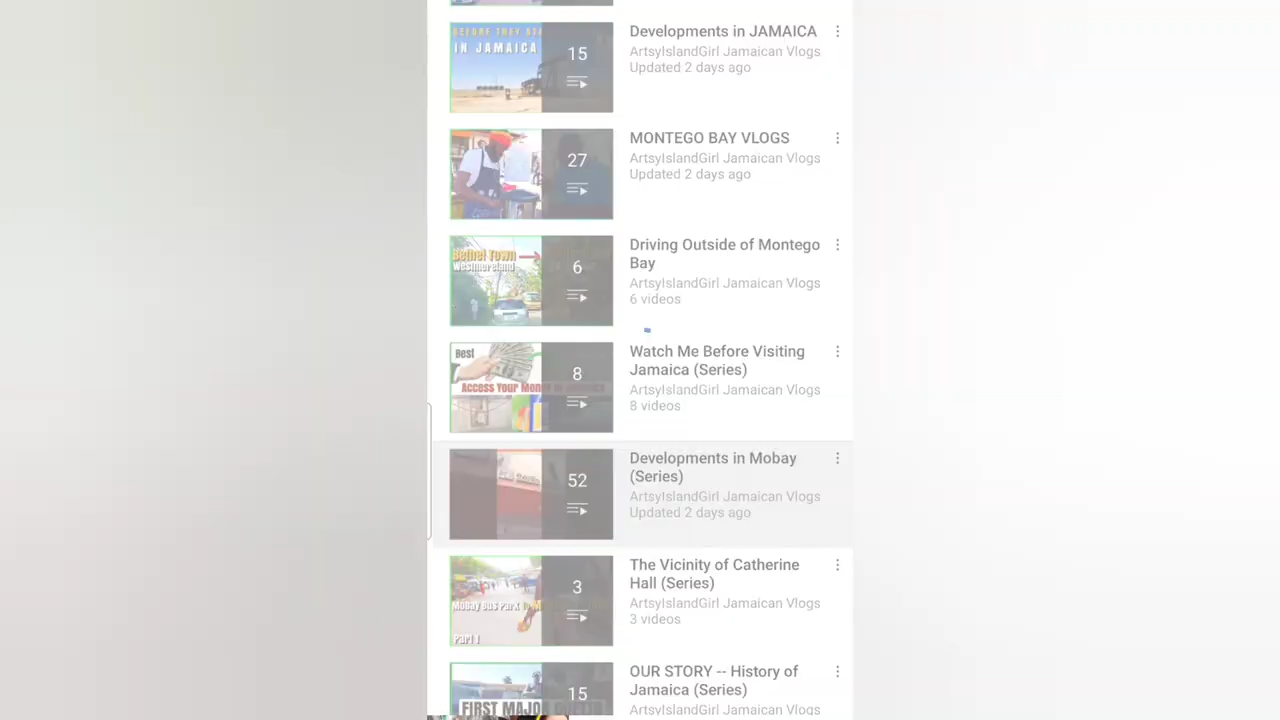 BEFORE THEY STA
IN JAMAICA
15
Developments in JAMAICA
ArtsyIslandGirl Jamaican Vlogs
Updated 2 days ago
27
MONTEGO BAY VLOGS
ArtsyIslandGirl Jamaican Vlogs
Updated 2 days ago
Bethel Town
Westmoreland
6
Driving Outside of Montego
Bay
ArtsyIslandGirl Jamaican Vlogs
6 videos
Best
Access Your Money in Jamaica
8
Watch Me Before Visiting
Jamaica (Series)
ArtsyIslandGirl Jamaican Vlogs
8 videos
52
Developments in Mobay
(Series)
ArtsyIslandGirl Jamaican Vlogs
Updated 2 days ago
Mobay Bus Park
Part 1
3
The Vicinity of Catherine
Hall (Series)
ArtsyIslandGirl Jamaican Vlogs
3 videos
FIRST MAJOR
15
OUR STORY -- History of
Jamaica (Series)
ArtsyIslandGirl Jamaican Vlogs